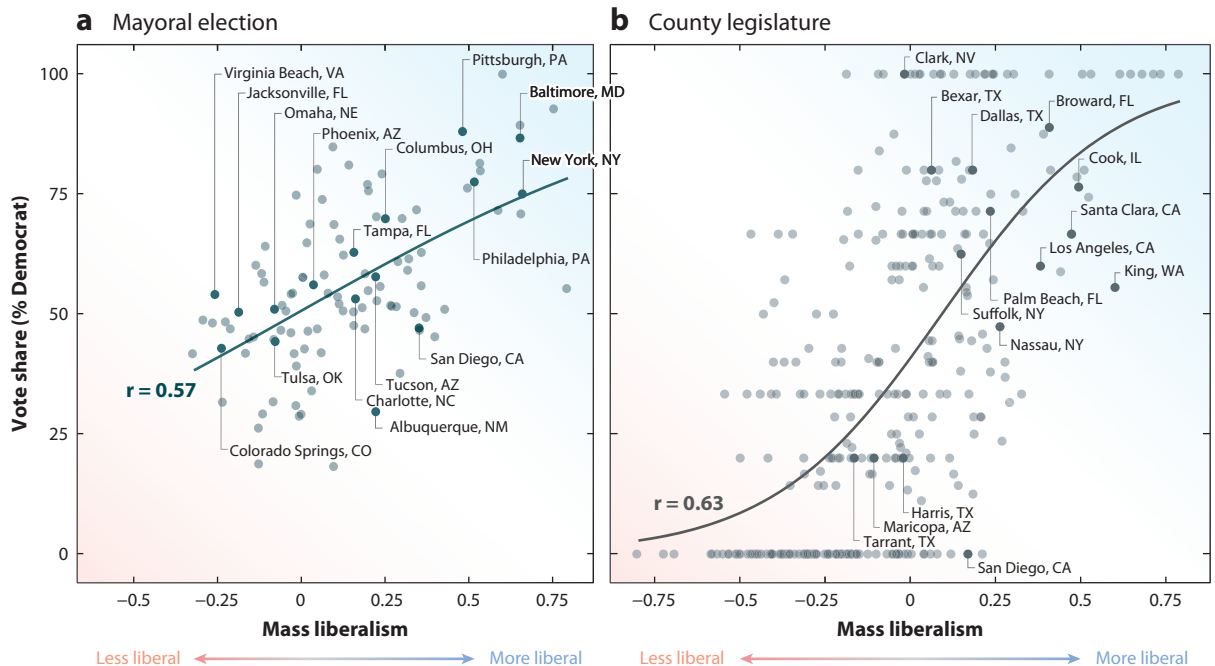 a Mayoral election
b County legislature
Vote share (% Democrat)
100
75
50
25
0
Virginia Beach, VA
Jacksonville, FL
Omaha, NE
Phoenix, AZ
Columbus, OH
Pittsburgh, PA
Baltimore, MD
New York, NY
Tampa, FL
Philadelphia, PA
San Diego, CA
Tulsa, OK
Tucson, AZ
Charlotte, NC
Albuquerque, NM
Colorado Springs, CO
r = 0.57
−0.5
−0.25
0
0.25
0.5
0.75
Mass liberalism
Less liberal
More liberal
Clark, NV
Bexar, TX
Broward, FL
Dallas, TX
Cook, IL
Santa Clara, CA
Los Angeles, CA
King, WA
Palm Beach, FL
Suffolk, NY
Nassau, NY
r = 0.63
Harris, TX
Maricopa, AZ
Tarrant, TX
San Diego, CA
−0.75
−0.5
−0.25
0
0.25
0.5
0.75
Mass liberalism
Less liberal
More liberal